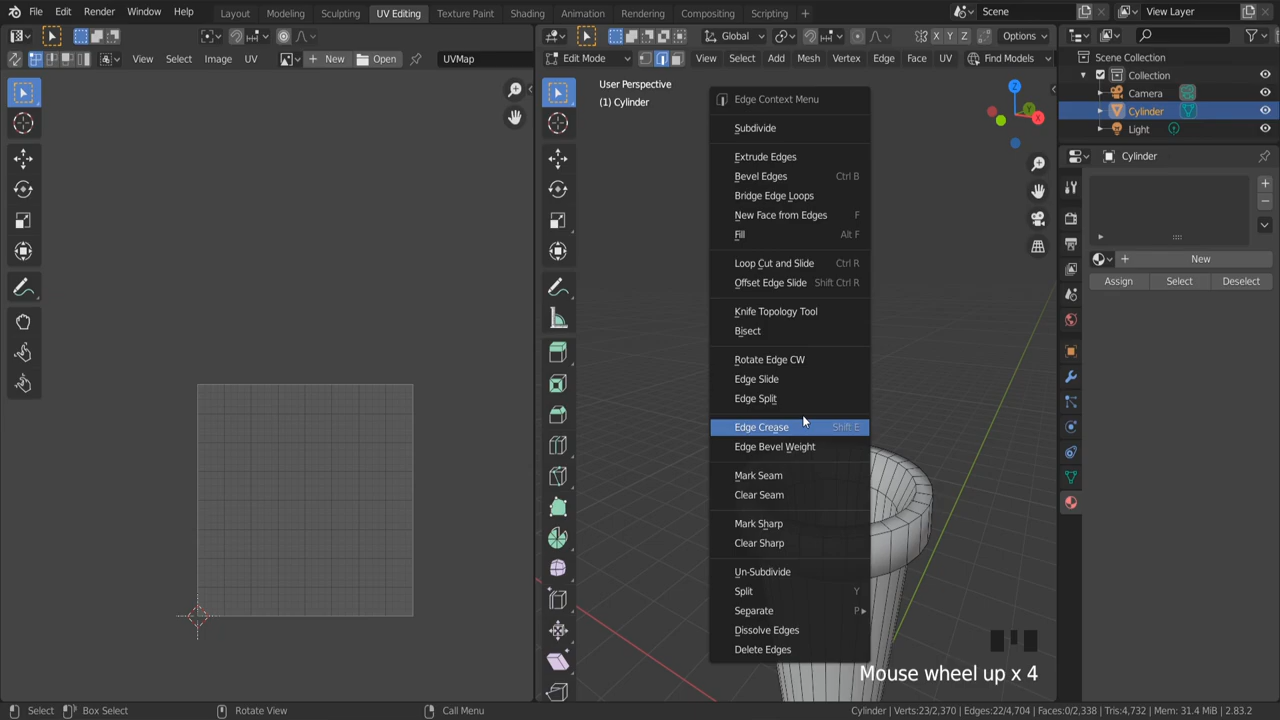 File Edit Render Window Help Layout Modeling Sculpting UV Editing Texture Paint Shading Animation Rendering Compositing Scripting + Scene View Layer
Global Options
View Select Image UV New Open UVMap
Edit Mode View Select Add Mesh Vertex Edge Face UV Find Models
User Perspective
(1) Cylinder
Edge Context Menu
Subdivide
Extrude Edges
Bevel Edges Ctrl B
Bridge Edge Loops
New Face from Edges F
Fill Alt F
Loop Cut and Slide Ctrl R
Offset Edge Slide Shift Ctrl R
Knife Topology Tool
Bisect
Rotate Edge CW
Edge Slide
Edge Split
Edge Crease Shift E
Edge Bevel Weight
Mark Seam
Clear Seam
Mark Sharp
Clear Sharp
Un-Subdivide
Split Y
Separate P
Dissolve Edges
Delete Edges
X Y Z
Z
Y
X
Scene Collection
Collection
Camera
Cylinder
Light
Cylinder
New
Assign Select Deselect
Mouse wheel up x 4
Select Box Select Rotate View Call Menu Cylinder | Verts:23/2,370 | Edges:22/4,704 | Faces:0/2,338 | Tris:4,732 | Mem: 31.4 MiB | 2.83.2